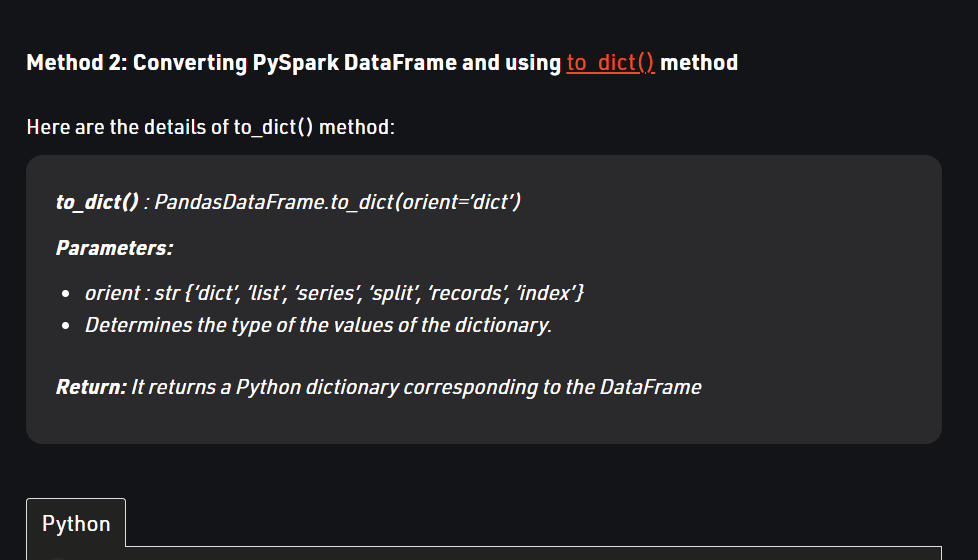 Method 2: Converting PySpark DataFrame and using to_dict() method
Here are the details of to_dict() method:
to_dict() : PandasDataFrame.to_dict(orient=’dict’)
Parameters:
• orient : str {‘dict’, ‘list’, ‘series’, ‘split’, ‘records’, ‘index’}
• Determines the type of the values of the dictionary.
Return: It returns a Python dictionary corresponding to the DataFrame
Python